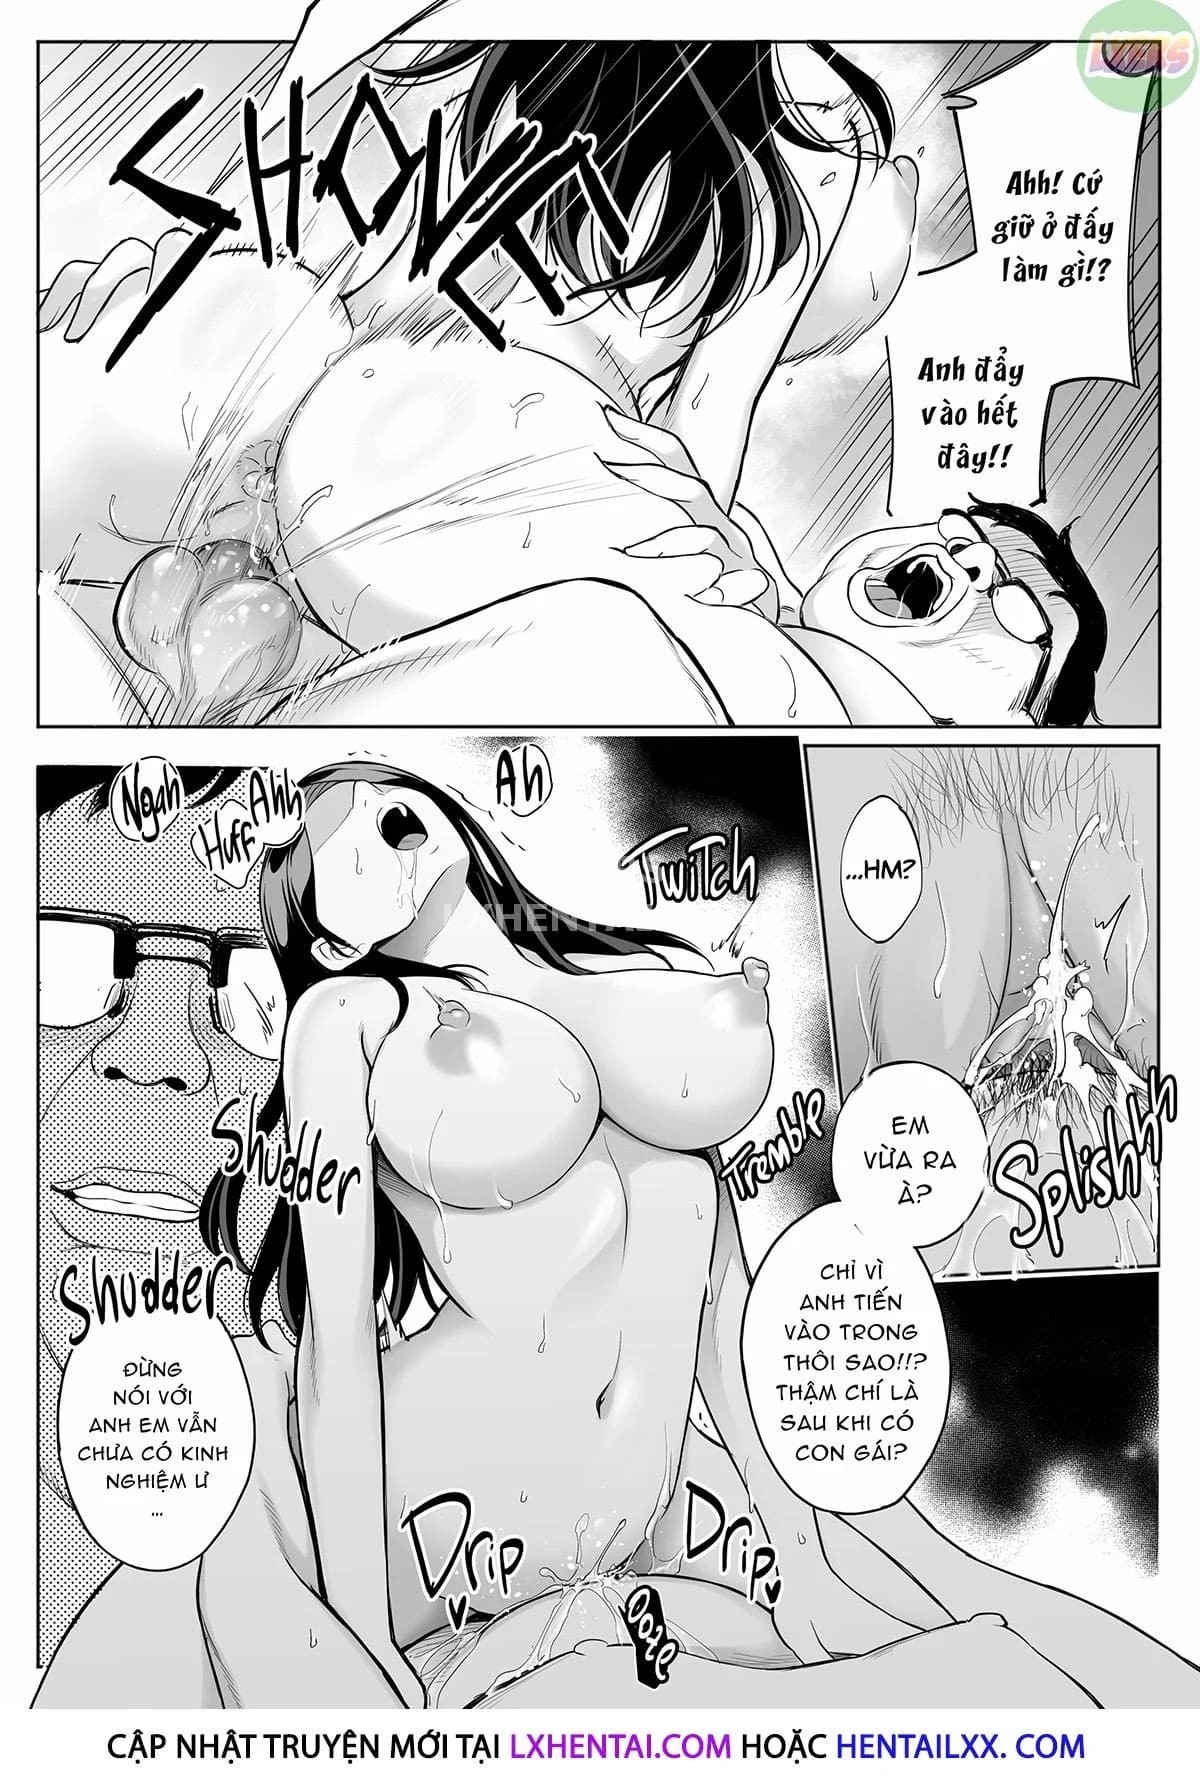 LXERS
SHOVE!
Ahh! Cứ
giữ ở đấy
làm gì!?
Anh đẩy
vào hết
đây!!
Ngah
Huff
Ahh
Ah
Twitch
LXHENTAI
...HM?
Splishhh
EM
VỪA RA
À?
Tremble
Shudder
Shudder
CHỈ VÌ
ANH TIẾN
VÀO TRONG
THÔI SAO!!?
THẬM CHÍ LÀ
SAU KHI CÓ
CON GÁI?
ĐỪNG
NÓI VỚI
ANH EM VẪN
CHƯA CÓ KINH
NGHIỆM Ư
...
Drip
Drip
Ooze
CẬP NHẬT TRUYỆN MỚI TẠI LXHENTAI.COM HOẶC HENTAILXX. COM